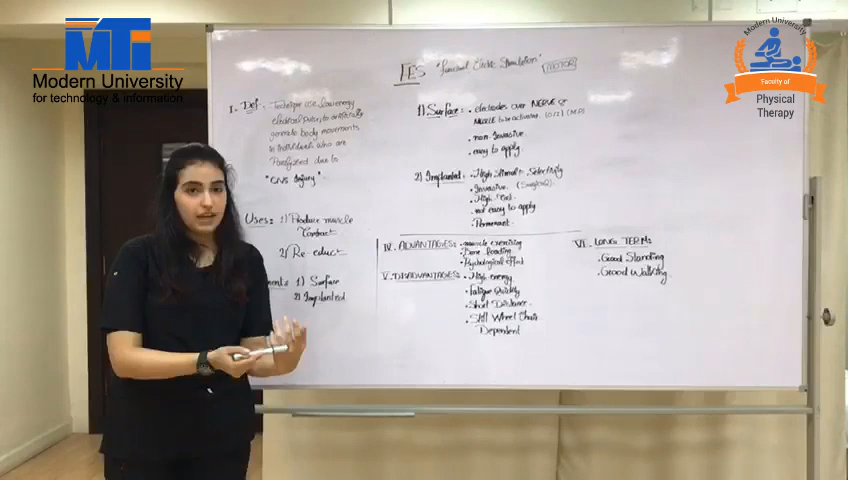 MTI
Modern University
for technology & information
Modern University
Faculty of
Physical
Therapy
FES "Functional Electric Stimulation" MOTOR
I. Def. Technique use low energy
electrical pulses to artificially
generate body movements
in individuals who are
Paralyzed due to
"CNS Injury".
Uses: 1) Produce muscle
Contract
2) Re-educt
1) Surface
2) Implanted
1) Surface: • electrodes over NERVE &
MUSCLE to be activated
• non-Invasive
• easy to apply
2) Implanted: • High Stimult. Selectivity
• Invasive (Surgical)
• High Cost
• not easy to apply
• Permenant
IV. ADVANTAGES: • muscle exercising
• Bone loading
• Psychological effect
V. DISADVANTAGES: • High energy
• Fatigue Quickly
• Short Distance
• Still Wheel Chair
Dependent
VI. LONG TERM:
• Good Standing
• Good Walking